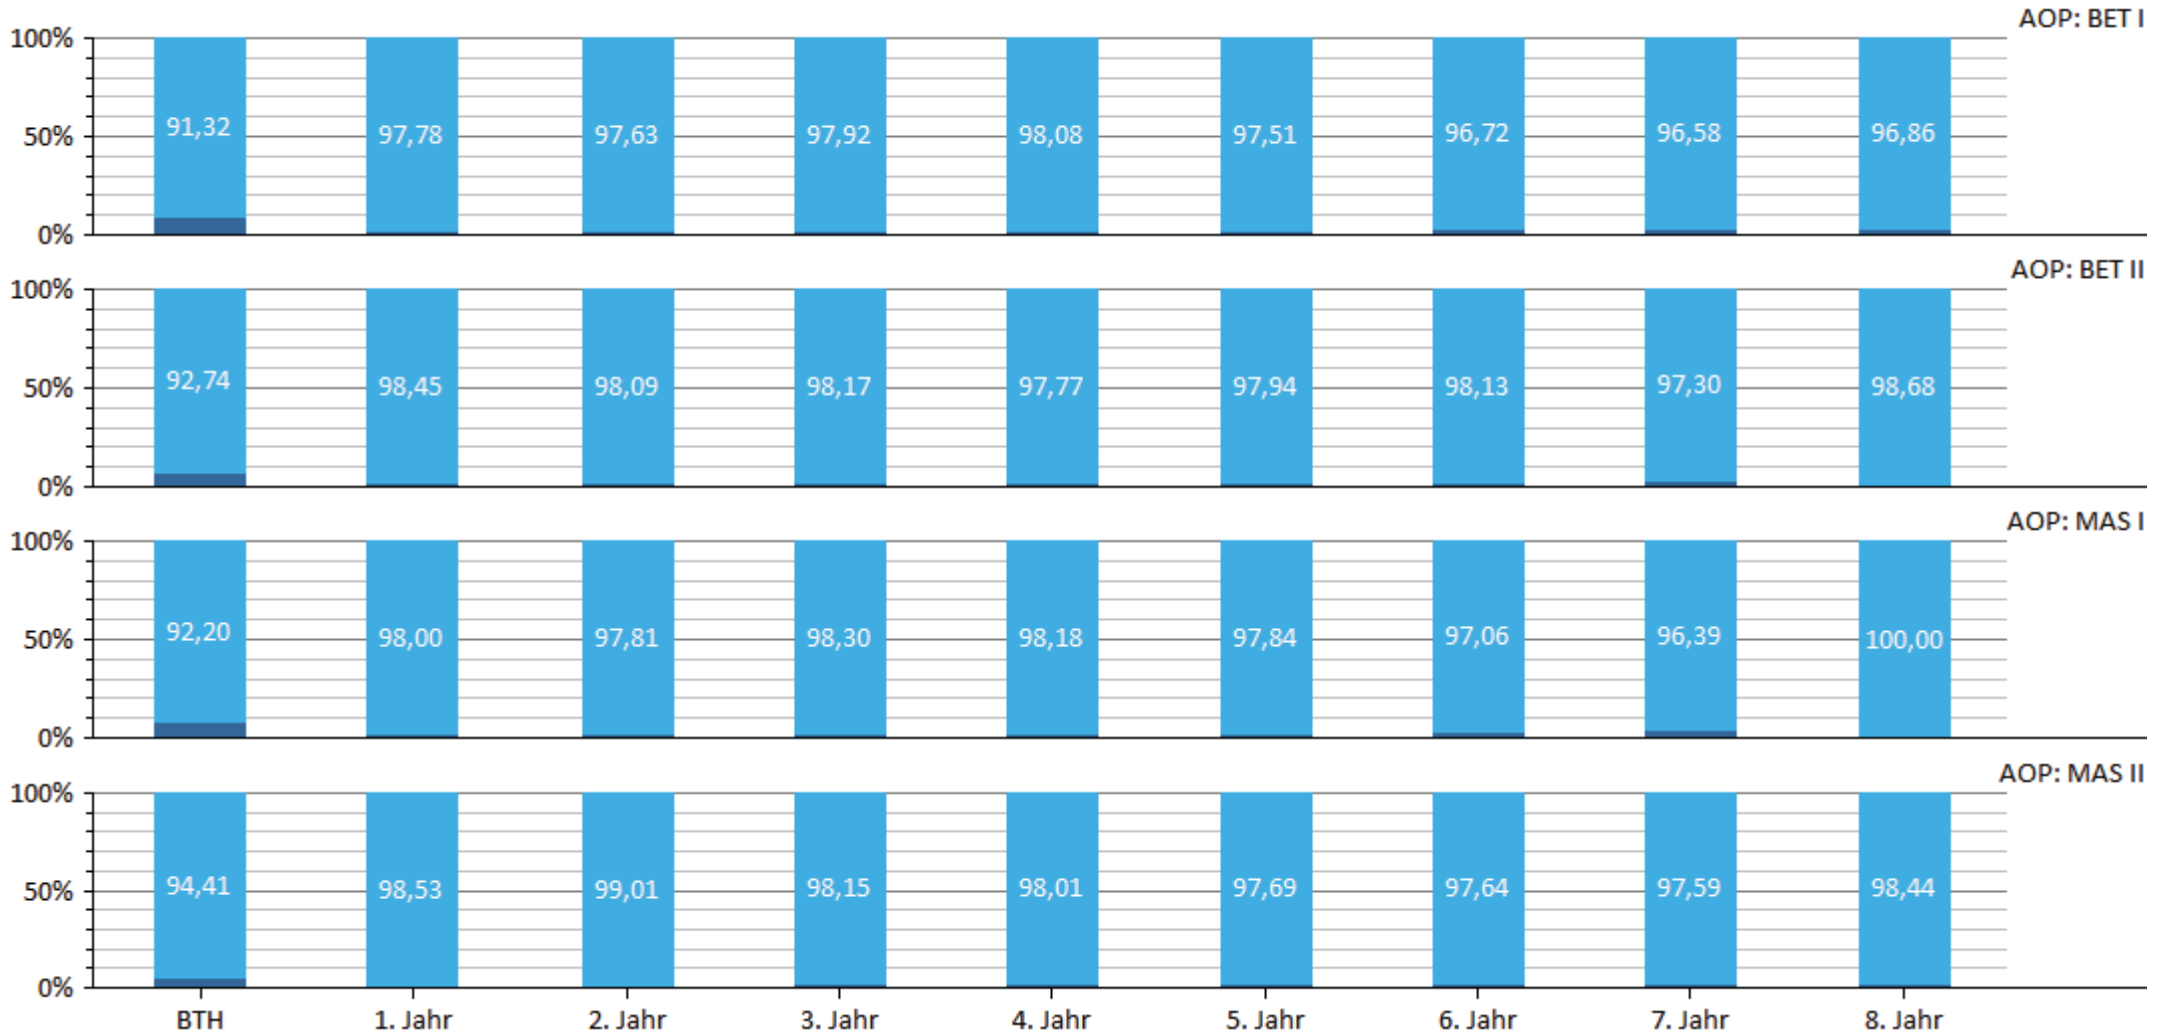 AOP: BET I
100%
91,32 97,78 97,63 97,92 98,08 97,51 96,72 96,58 96,86
50%
0%
AOP: BET II
100%
92,74 98,45 98,09 98,17 97,77 97,94 98,13 97,30 98,68
50%
0%
AOP: MAS I
100%
92,20 98,00 97,81 98,30 98,18 97,84 97,06 96,39 100,00
50%
0%
AOP: MAS II
100%
94,41 98,53 99,01 98,15 98,01 97,69 97,64 97,59 98,44
50%
0%
BTH 1. Jahr 2. Jahr 3. Jahr 4. Jahr 5. Jahr 6. Jahr 7. Jahr 8. Jahr